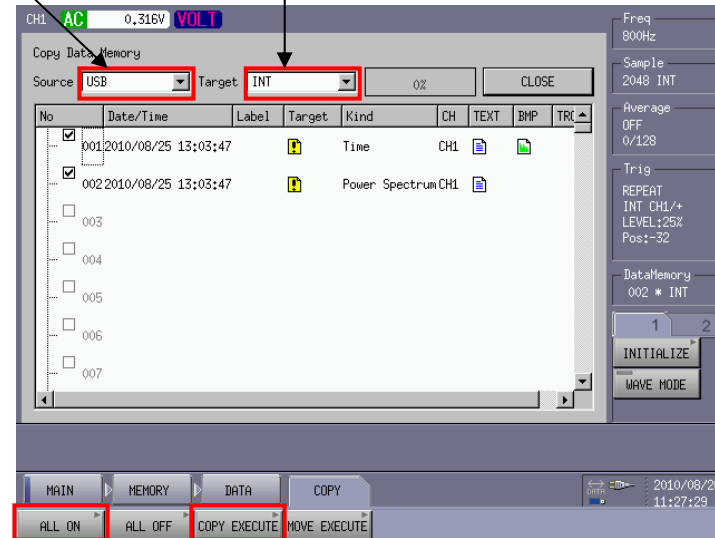 CH1 AC 0.316V VOLT
Copy Data Memory
Source USB Target INT 0% CLOSE
No Date/Time Label Target Kind CH TEXT BMP TRC
001 2010/08/25 13:03:47 Time CH1
002 2010/08/25 13:03:47 Power Spectrum CH1
003
004
005
006
007
Freq
800Hz
Sample
2048 INT
Average
OFF
0/128
Trig
REPEAT
INT CH1/+
LEVEL:25%
Pos:-32
DataMemory
002 * INT
1 2
INITIALIZE
WAVE MODE
MAIN MEMORY DATA COPY
DATA
2010/08/2
11:27:29
ALL ON ALL OFF COPY EXECUTE MOVE EXECUTE